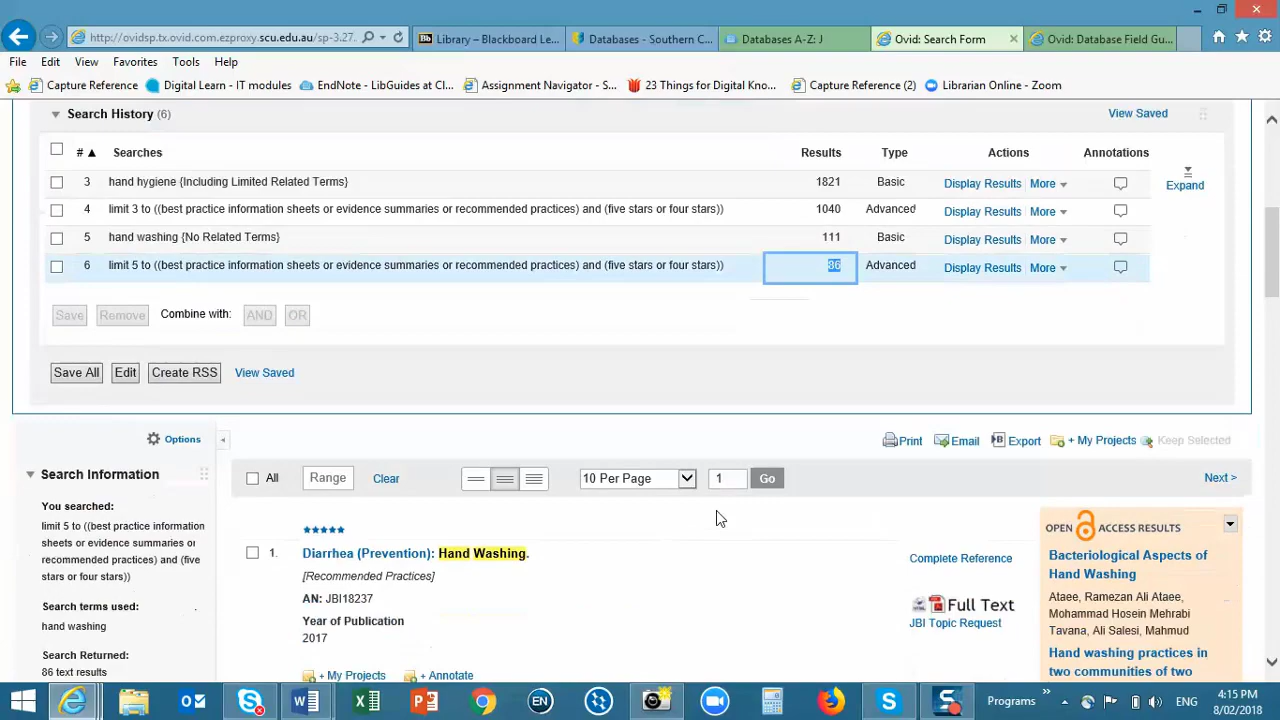 http://ovidsp.tx.ovid.com.ezproxy.scu.edu.au/sp-3.27.
Library – Blackboard Le...
Databases - Southern C...
Databases A-Z: J
Ovid: Search Form
Ovid: Database Field Gu...
File Edit View Favorites Tools Help
Capture Reference
Digital Learn - IT modules
EndNote - LibGuides at Cl...
Assignment Navigator - S...
23 Things for Digital Kno...
Capture Reference (2)
Librarian Online - Zoom
Search History (6)
View Saved
# ▲ Searches Results Type Actions Annotations
3 hand hygiene {Including Limited Related Terms} 1821 Basic Display Results More
Expand
4 limit 3 to ((best practice information sheets or evidence summaries or recommended practices) and (five stars or four stars)) 1040 Advanced Display Results More
5 hand washing {No Related Terms} 111 Basic Display Results More
6 limit 5 to ((best practice information sheets or evidence summaries or recommended practices) and (five stars or four stars)) 86 Advanced Display Results More
Save Remove Combine with: AND OR
Save All Edit Create RSS View Saved
Options
Print Email Export + My Projects Keep Selected
Search Information
All Range Clear 10 Per Page 1 Go Next >
You searched:
limit 5 to ((best practice information
sheets or evidence summaries or
recommended practices) and (five
stars or four stars))
Search terms used:
hand washing
Search Returned:
86 text results
1. Diarrhea (Prevention): Hand Washing.
[Recommended Practices]
AN: JBI18237
Year of Publication
2017
+ My Projects + Annotate
Complete Reference
Full Text
JBI Topic Request
OPEN ACCESS RESULTS
Bacteriological Aspects of
Hand Washing
Ataee, Ramezan Ali Ataee,
Mohammad Hosein Mehrabi
Tavana, Ali Salesi, Mahmud
Hand washing practices in
two communities of two
Programs
ENG
4:15 PM
8/02/2018